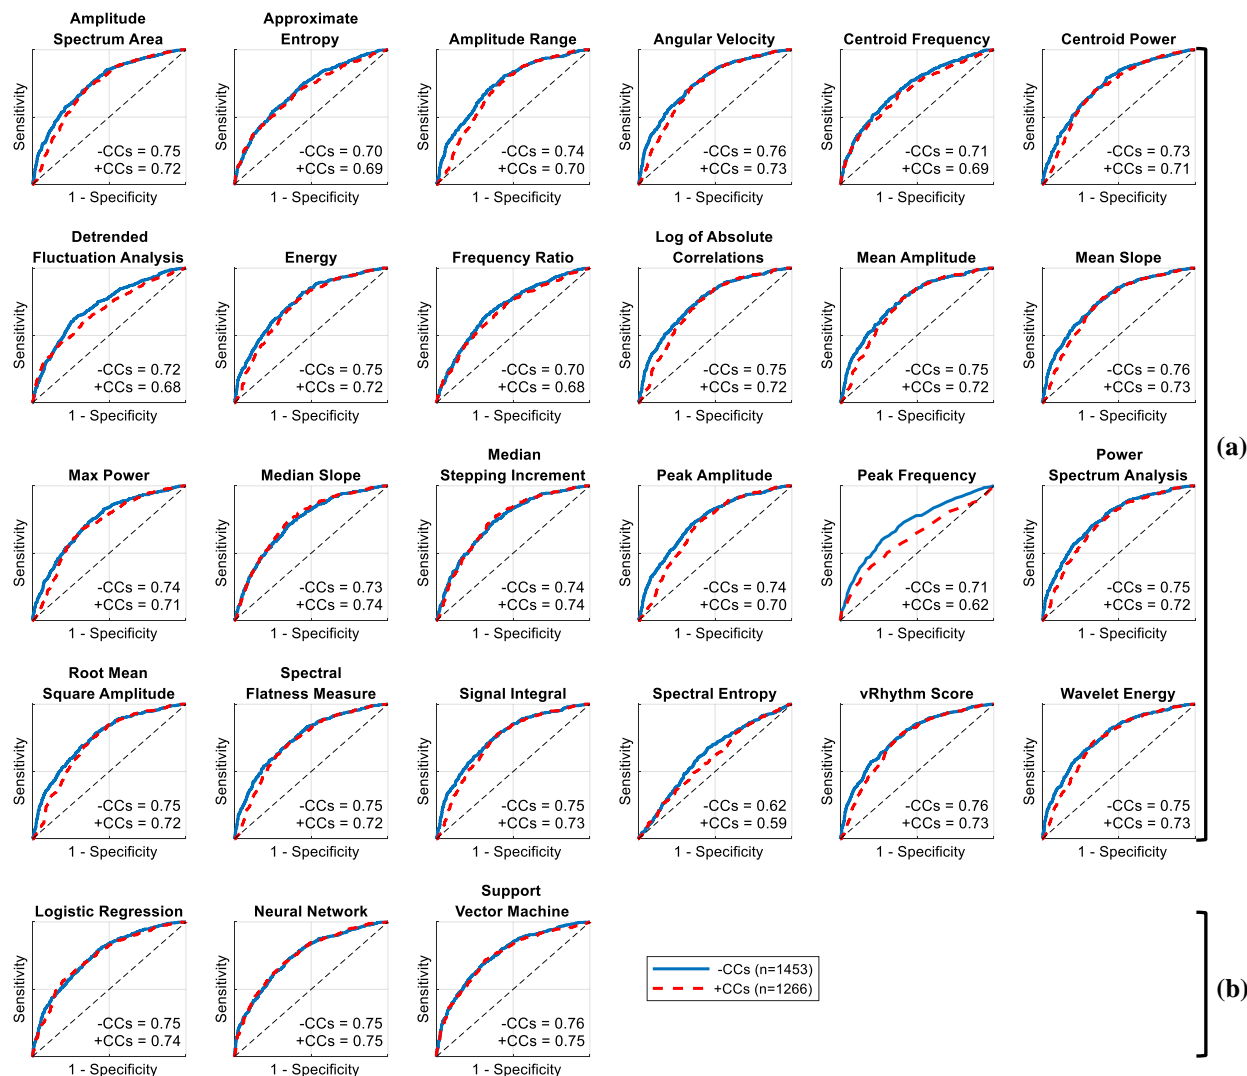 Amplitude
Spectrum Area
Sensitivity
-CCs = 0.75
+CCs = 0.72
1 - Specificity
Approximate
Entropy
Sensitivity
-CCs = 0.70
+CCs = 0.69
1 - Specificity
Amplitude Range
Sensitivity
-CCs = 0.74
+CCs = 0.70
1 - Specificity
Angular Velocity
Sensitivity
-CCs = 0.76
+CCs = 0.73
1 - Specificity
Centroid Frequency
Sensitivity
-CCs = 0.71
+CCs = 0.69
1 - Specificity
Centroid Power
Sensitivity
-CCs = 0.73
+CCs = 0.71
1 - Specificity
Detrended
Fluctuation Analysis
Sensitivity
-CCs = 0.72
+CCs = 0.68
1 - Specificity
Energy
Sensitivity
-CCs = 0.75
+CCs = 0.72
1 - Specificity
Frequency Ratio
Sensitivity
-CCs = 0.70
+CCs = 0.68
1 - Specificity
Log of Absolute
Correlations
Sensitivity
-CCs = 0.75
+CCs = 0.72
1 - Specificity
Mean Amplitude
Sensitivity
-CCs = 0.75
+CCs = 0.72
1 - Specificity
Mean Slope
Sensitivity
-CCs = 0.76
+CCs = 0.73
1 - Specificity
(a)
Max Power
Sensitivity
-CCs = 0.74
+CCs = 0.71
1 - Specificity
Median Slope
Sensitivity
-CCs = 0.73
+CCs = 0.74
1 - Specificity
Median
Stepping Increment
Sensitivity
-CCs = 0.74
+CCs = 0.74
1 - Specificity
Peak Amplitude
Sensitivity
-CCs = 0.74
+CCs = 0.70
1 - Specificity
Peak Frequency
Sensitivity
-CCs = 0.71
+CCs = 0.62
1 - Specificity
Power
Spectrum Analysis
Sensitivity
-CCs = 0.75
+CCs = 0.72
1 - Specificity
Root Mean
Square Amplitude
Sensitivity
-CCs = 0.75
+CCs = 0.72
1 - Specificity
Spectral
Flatness Measure
Sensitivity
-CCs = 0.75
+CCs = 0.72
1 - Specificity
Signal Integral
Sensitivity
-CCs = 0.75
+CCs = 0.73
1 - Specificity
Spectral Entropy
Sensitivity
-CCs = 0.62
+CCs = 0.59
1 - Specificity
vRhythm Score
Sensitivity
-CCs = 0.76
+CCs = 0.73
1 - Specificity
Wavelet Energy
Sensitivity
-CCs = 0.75
+CCs = 0.73
1 - Specificity
Logistic Regression
Sensitivity
-CCs = 0.75
+CCs = 0.74
1 - Specificity
Neural Network
Sensitivity
-CCs = 0.75
+CCs = 0.75
1 - Specificity
Support
Vector Machine
Sensitivity
-CCs = 0.76
+CCs = 0.75
1 - Specificity
-CCs (n=1453)
+CCs (n=1266)
(b)